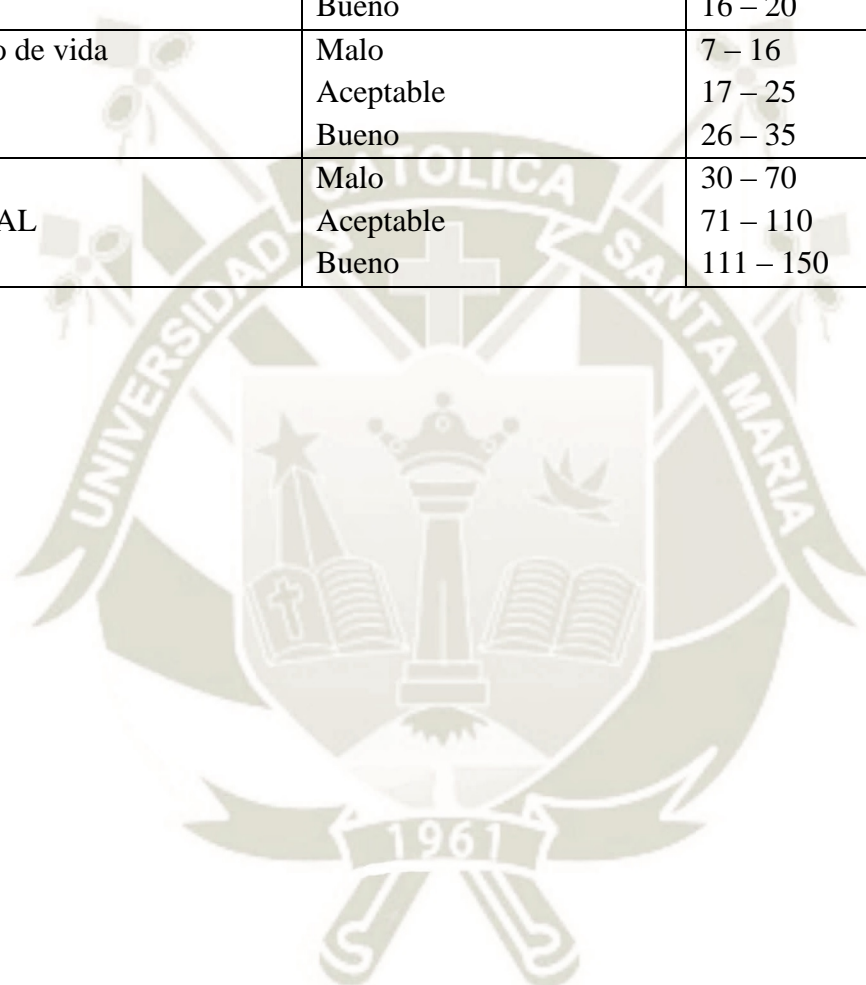 Bueno 16 – 20
o de vida Malo 7 – 16
Aceptable 17 – 25
Bueno 26 – 35
Malo 30 – 70
AL Aceptable 71 – 110
Bueno 111 – 150
UNIVERSIDAD CATOLICA SANTA MARIA
1961